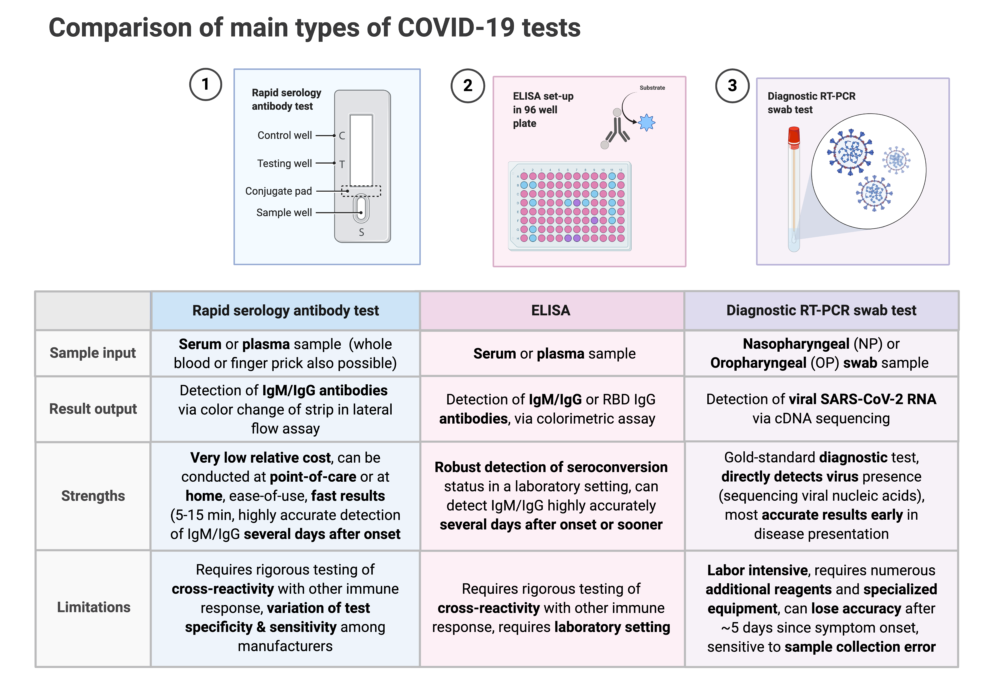 Comparison of main types of COVID-19 tests
1
Rapid serology
antibody test
Control well
C
Testing well
T
Conjugate pad
Sample well
S
2
ELISA set-up
in 96 well
plate
Substrate
1 2 3 4 5 6 7 8 9 10 11 12
A
B
C
D
E
F
G
H
3
Diagnostic RT-PCR
swab test
Rapid serology antibody test
ELISA
Diagnostic RT-PCR swab test
Sample input
Serum or plasma sample (whole
blood or finger prick also possible)
Serum or plasma sample
Nasopharyngeal (NP) or
Oropharyngeal (OP) swab sample
Result output
Detection of IgM/IgG antibodies
via color change of strip in lateral
flow assay
Detection of IgM/IgG or RBD IgG
antibodies, via colorimetric assay
Detection of viral SARS-CoV-2 RNA
via cDNA sequencing
Strengths
Very low relative cost, can be
conducted at point-of-care or at
home, ease-of-use, fast results
(5-15 min, highly accurate detection
of IgM/IgG several days after onset
Robust detection of seroconversion
status in a laboratory setting, can
detect IgM/IgG highly accurately
several days after onset or sooner
Gold-standard diagnostic test,
directly detects virus presence
(sequencing viral nucleic acids),
most accurate results early in
disease presentation
Limitations
Requires rigorous testing of
cross-reactivity with other immune
response, variation of test
specificity & sensitivity among
manufacturers
Requires rigorous testing of
cross-reactivity with other immune
response, requires laboratory setting
Labor intensive, requires numerous
additional reagents and specialized
equipment, can lose accuracy after
~5 days since symptom onset,
sensitive to sample collection error